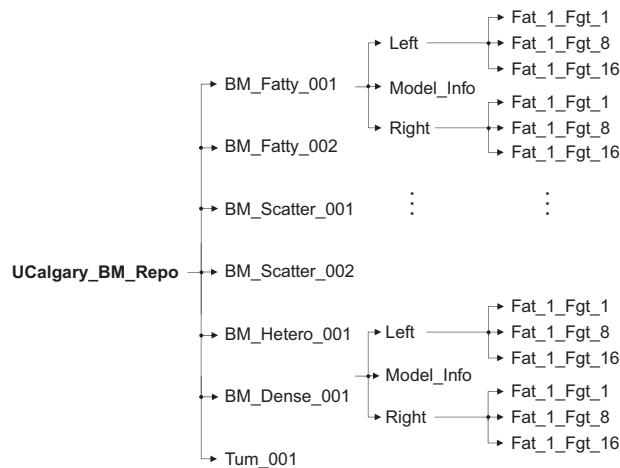 UCalgary_BM_Repo
BM_Fatty_001
Left
Fat_1_Fgt_1
Fat_1_Fgt_8
Fat_1_Fgt_16
Model_Info
Right
Fat_1_Fgt_1
Fat_1_Fgt_8
Fat_1_Fgt_16
BM_Fatty_002
BM_Scatter_001
BM_Scatter_002
BM_Hetero_001
BM_Dense_001
Left
Fat_1_Fgt_1
Fat_1_Fgt_8
Fat_1_Fgt_16
Model_Info
Right
Fat_1_Fgt_1
Fat_1_Fgt_8
Fat_1_Fgt_16
Tum_001